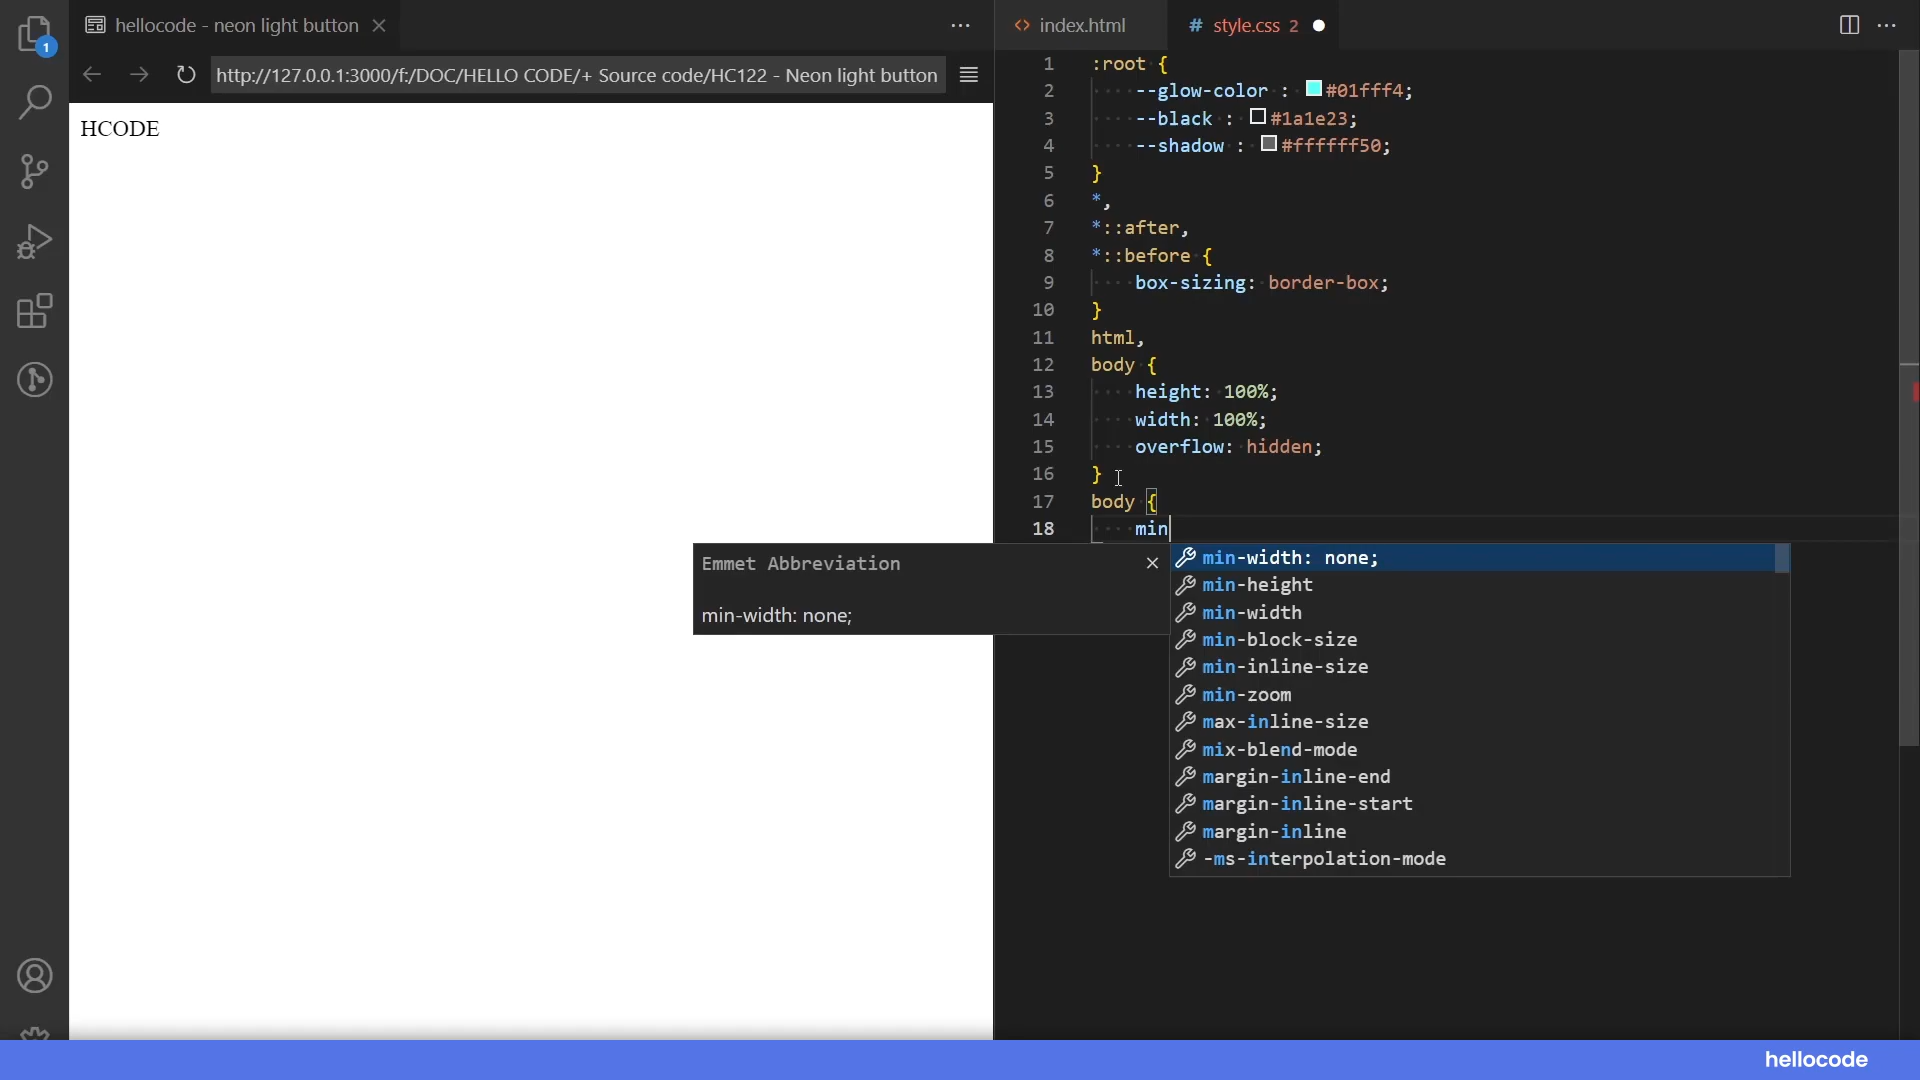 1
hellocode - neon light button
http://127.0.0.1:3000/f:/DOC/HELLO CODE/+ Source code/HC122 - Neon light button
HCODE
index.html
# style.css 2
1 :root {
2 --glow-color : #01fff4;
3 --black : #1a1e23;
4 --shadow : #ffffff50;
5 }
6 *,
7 *::after,
8 *::before {
9 box-sizing: border-box;
10 }
11 html,
12 body {
13 height: 100%;
14 width: 100%;
15 overflow: hidden;
16 }
17 body {
18 min
Emmet Abbreviation
min-width: none;
min-width: none;
min-height
min-width
min-block-size
min-inline-size
min-zoom
max-inline-size
mix-blend-mode
margin-inline-end
margin-inline-start
margin-inline
-ms-interpolation-mode
hellocode